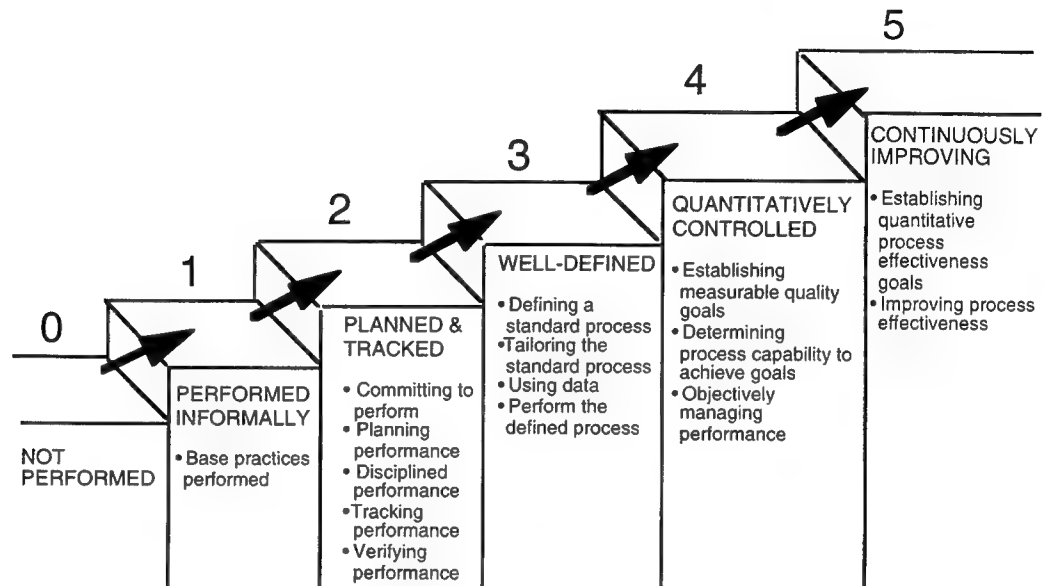 0
NOT
PERFORMED
1
PERFORMED
INFORMALLY
• Base practices
performed
2
PLANNED &
TRACKED
• Committing to
perform
• Planning
performance
• Disciplined
performance
•Tracking
performance
• Verifying
performance
3
WELL-DEFINED
• Defining a
standard process
•Tailoring the
standard process
• Using data
• Perform the
defined process
4
QUANTITATIVELY
CONTROLLED
• Establishing
measurable quality
goals
• Determining
process capability to
achieve goals
• Objectively
managing
performance
5
CONTINUOUSLY
IMPROVING
• Establishing
quantitative
process
effectiveness
goals
• Improving process
effectiveness